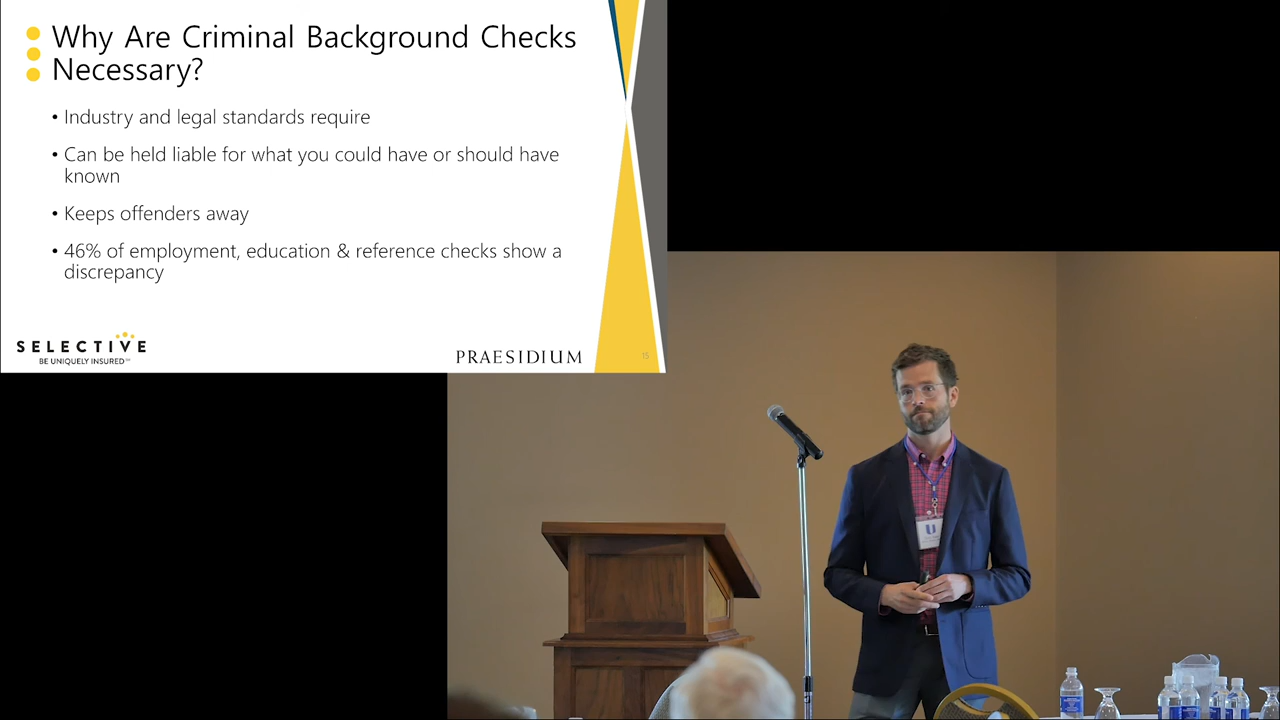 Why Are Criminal Background Checks
Necessary?
• Industry and legal standards require
• Can be held liable for what you could have or should have
known
• Keeps offenders away
• 46% of employment, education & reference checks show a
discrepancy
SELECTIVE
BE UNIQUELY INSURED℠
PRAESIDIUM
15
U